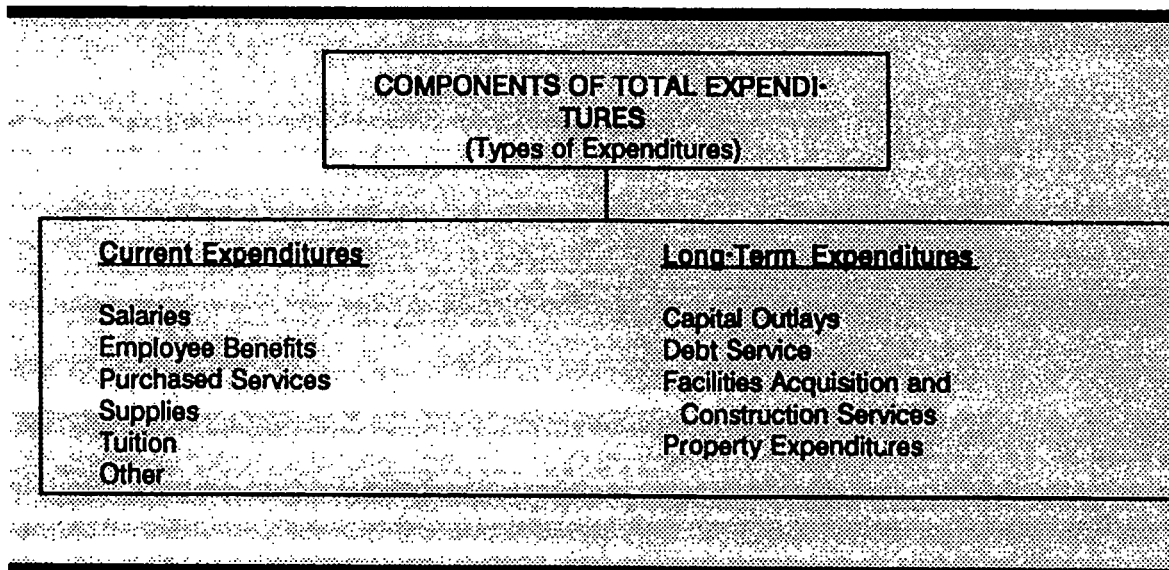 COMPONENTS OF TOTAL EXPENDI-
TURES
(Types of Expenditures)
Current Expenditures
Salaries
Employee Benefits
Purchased Services
Supplies
Tuition
Other
Long-Term Expenditures
Capital Outlays
Debt Service
Facilities Acquisition and
Construction Services
Property Expenditures